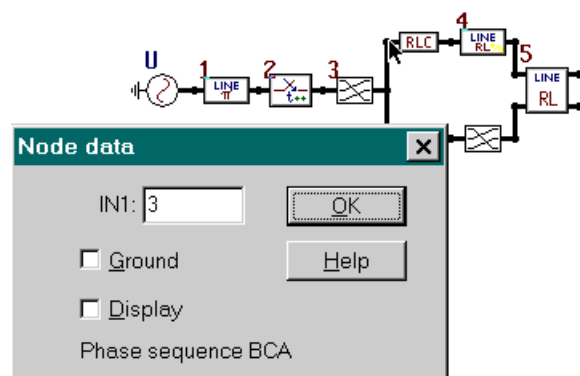 U
1
LINE
π
2
t
++
3
RLC
4
LINE
RL
5
LINE
RL
Node data
IN1: 3
OK
Ground
Help
Display
Phase sequence BCA